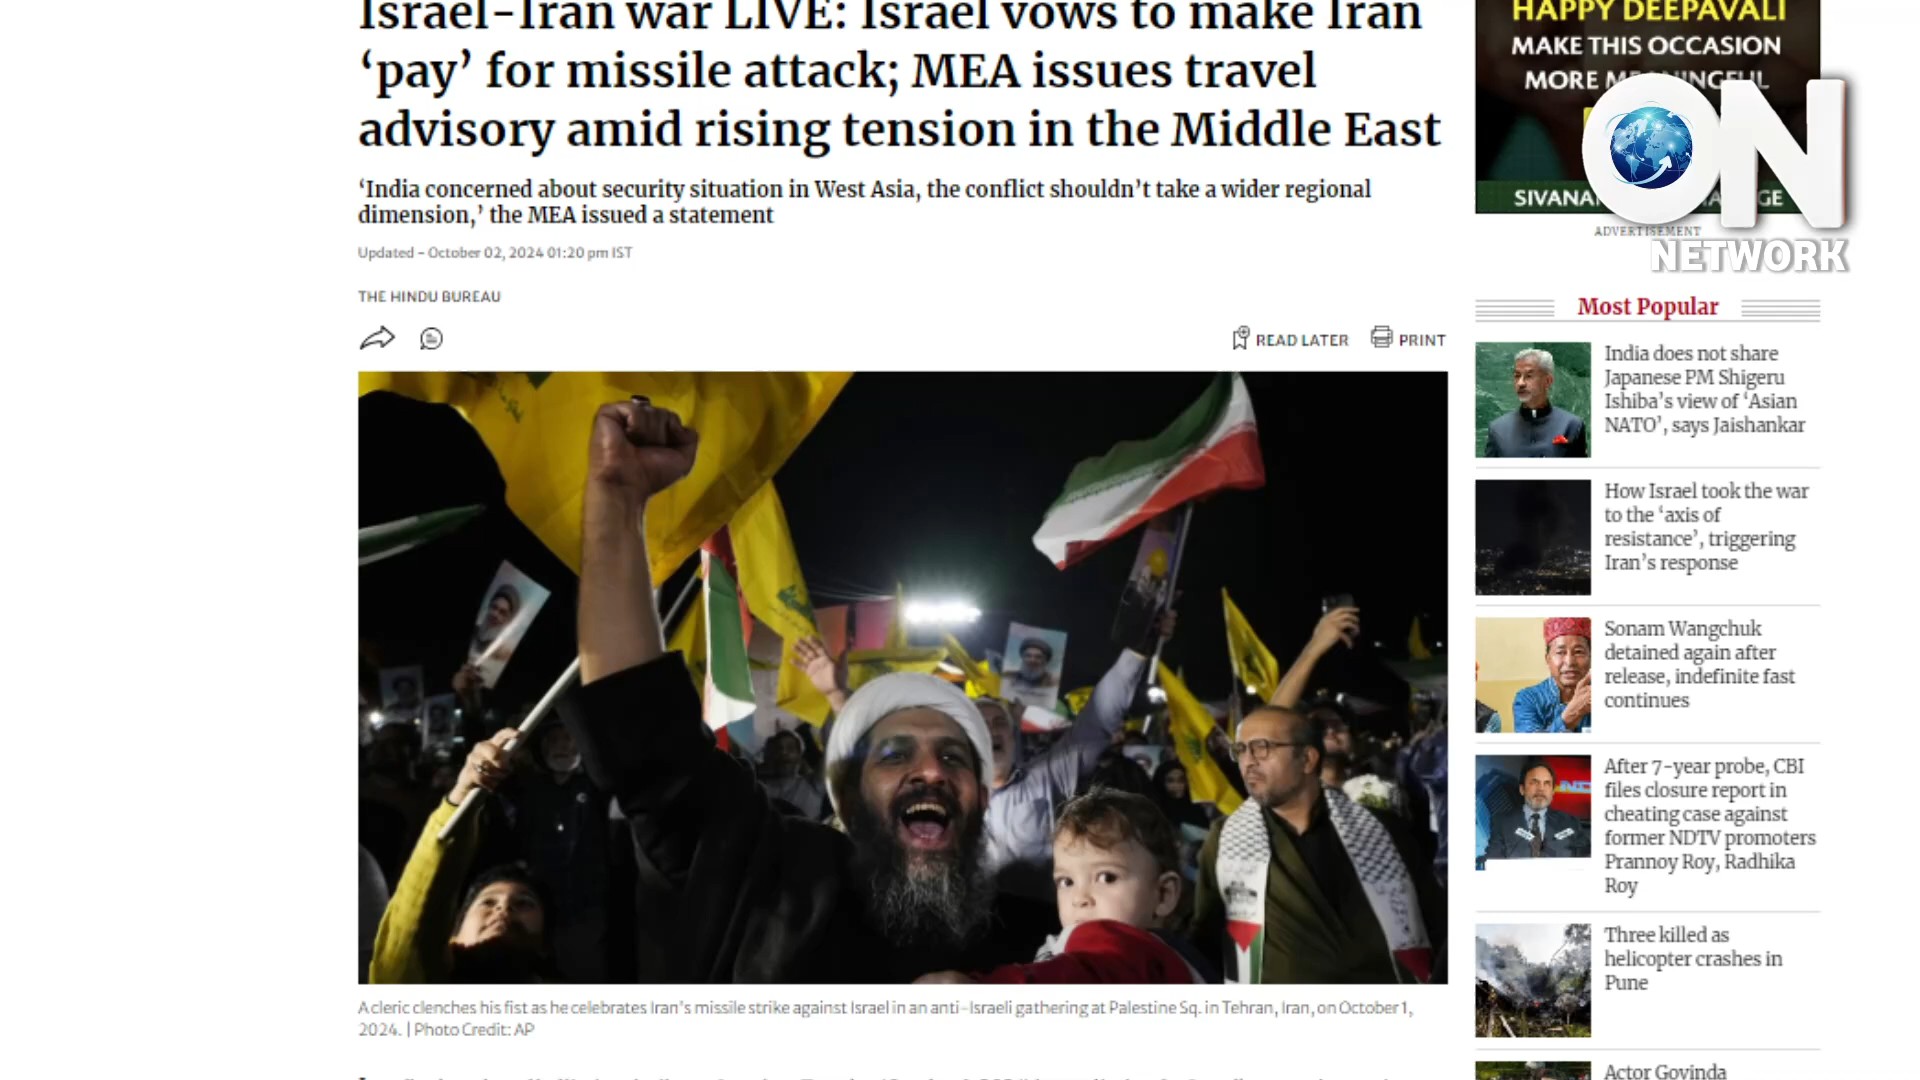 Israel-Iran war LIVE: Israel vows to make Iran
‘pay’ for missile attack; MEA issues travel
advisory amid rising tension in the Middle East
‘India concerned about security situation in West Asia, the conflict shouldn’t take a wider regional
dimension,’ the MEA issued a statement
Updated - October 02, 2024 01:20 pm IST
THE HINDU BUREAU
READ LATER
PRINT
A cleric clenches his fist as he celebrates Iran's missile strike against Israel in an anti-Israeli gathering at Palestine Sq. in Tehran, Iran, on October 1,
2024. | Photo Credit: AP
HAPPY DEEPAVALI
MAKE THIS OCCASION
MORE
ON
NETWORK
ADVERTISEMENT
Most Popular
India does not share
Japanese PM Shigeru
Ishiba’s view of ‘Asian
NATO’, says Jaishankar
How Israel took the war
to the ‘axis of
resistance’, triggering
Iran’s response
Sonam Wangchuk
detained again after
release, indefinite fast
continues
After 7-year probe, CBI
files closure report in
cheating case against
former NDTV promoters
Prannoy Roy, Radhika
Roy
Three killed as
helicopter crashes in
Pune
Actor Govinda